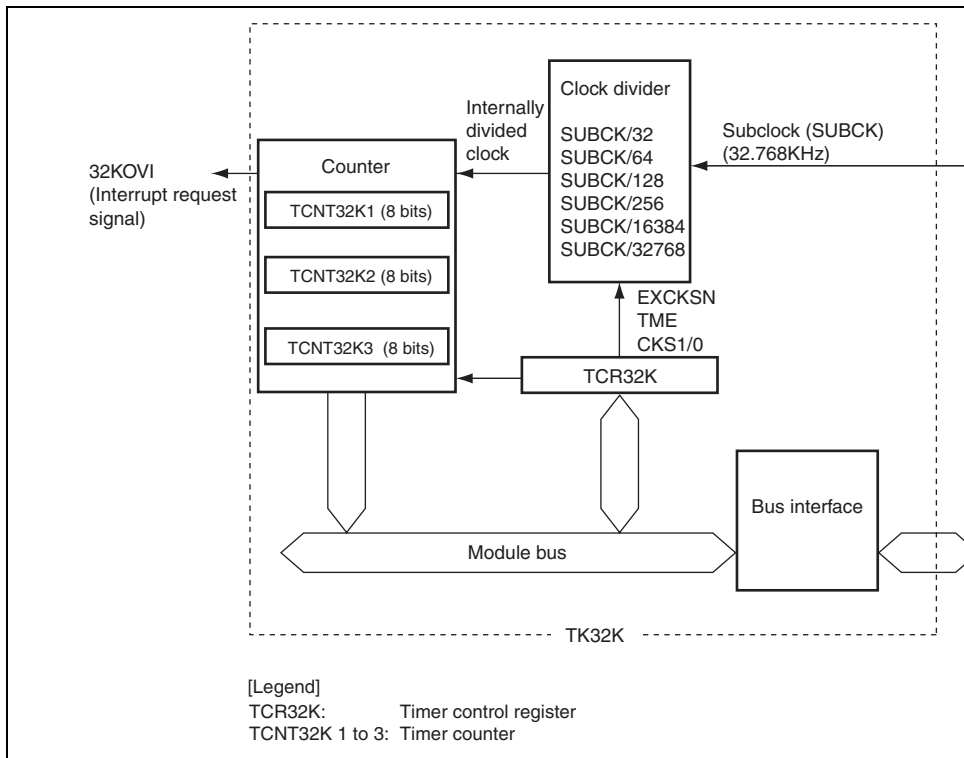 32KOVI
(Interrupt request
signal)
Counter
TCNT32K1 (8 bits)
TCNT32K2 (8 bits)
TCNT32K3 (8 bits)
Internally
divided
clock
Clock divider
SUBCK/32
SUBCK/64
SUBCK/128
SUBCK/256
SUBCK/16384
SUBCK/32768
Subclock (SUBCK)
(32.768KHz)
EXCKSN
TME
CKS1/0
TCR32K
Bus interface
Module bus
TK32K
[Legend]
TCR32K: Timer control register
TCNT32K 1 to 3: Timer counter